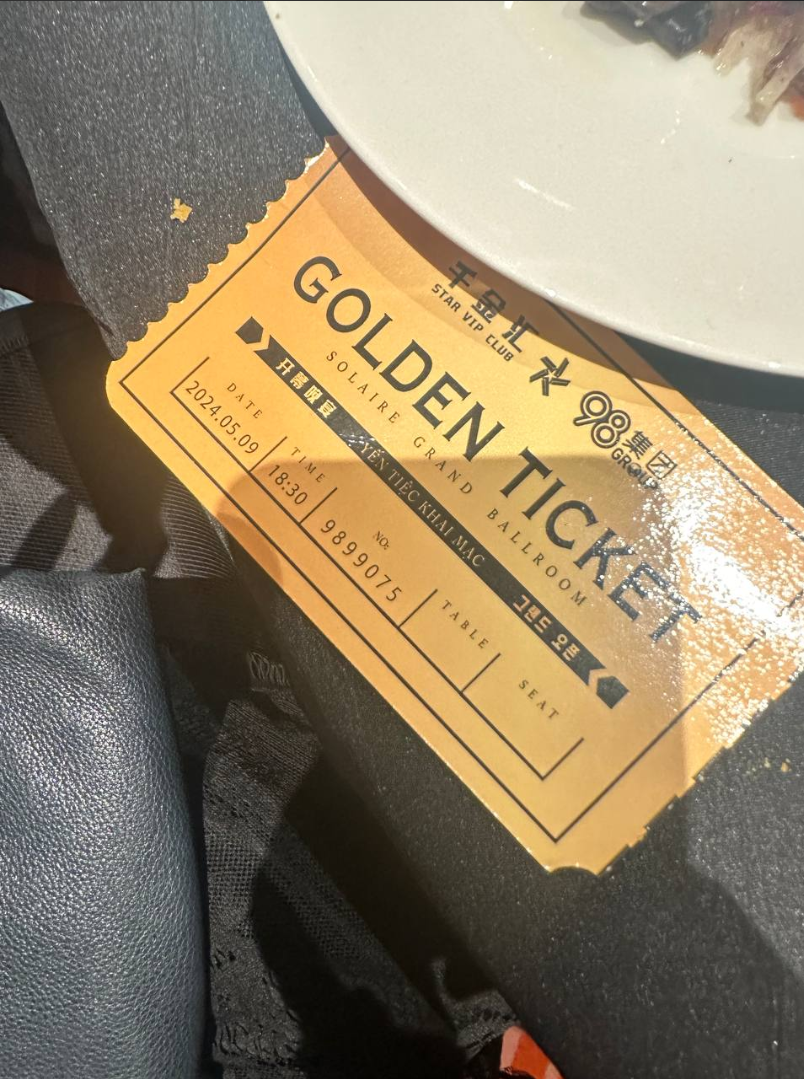 千金汇
STAR VIP CLUB
98集团
GROUP
GOLDEN TICKET
SOLAIRE GRAND BALLROOM
开幕晚宴 YẾN TIỆC KHAI MẠC 그랜드 오픈
DATE
2024.05.09
TIME
18:30
NO:
9899075
TABLE
SEAT